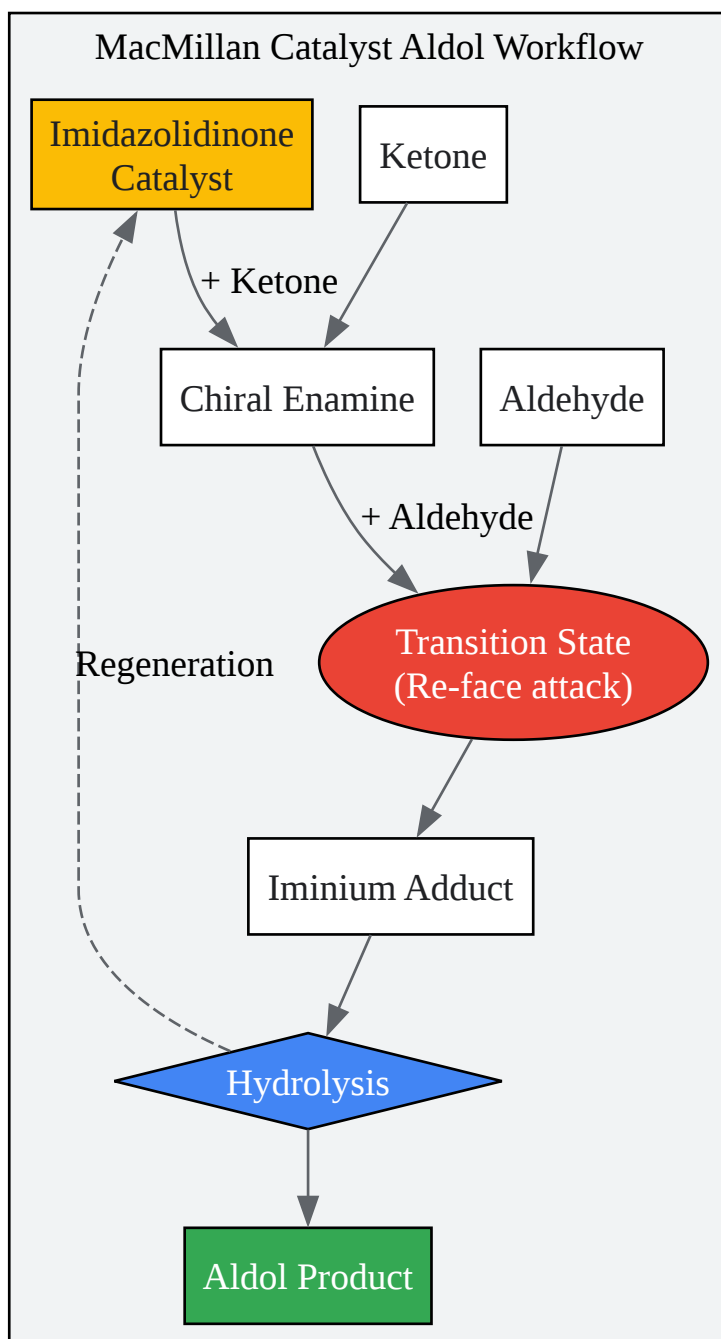 MacMillan Catalyst Aldol Workflow
Imidazolidinone
Catalyst
Ketone
+ Ketone
Chiral Enamine
Aldehyde
+ Aldehyde
Transition State
(Re-face attack)
Regeneration
Iminium Adduct
Hydrolysis
Aldol Product